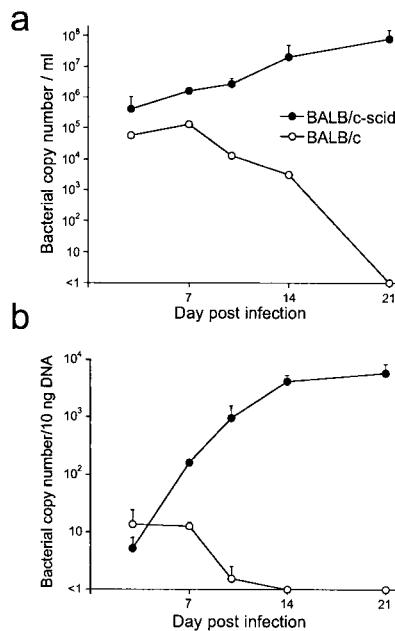 a
Bacterial copy number / ml
10⁸
10⁷
10⁶
10⁵
10⁴
10³
10²
10
<1
BALB/c-scid
BALB/c
7
14
21
Day post infection
b
Bacterial copy number/10 ng DNA
10⁴
10³
10²
10
<1
7
14
21
Day post infection